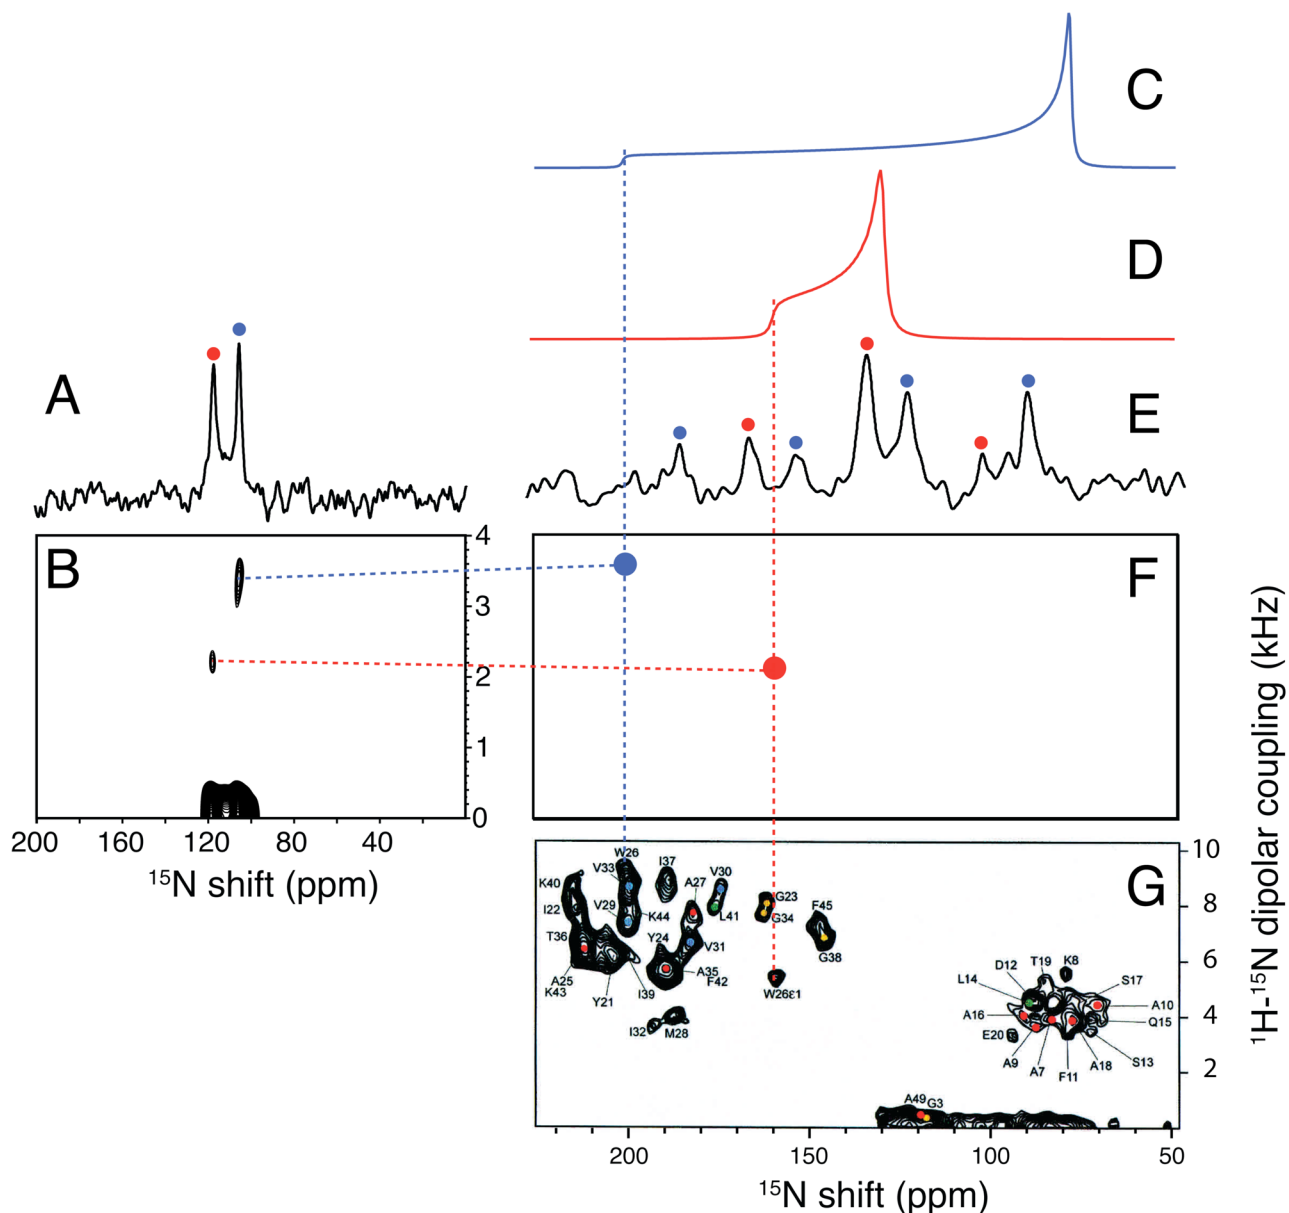 C
D
A
E
B
F
4
3
2
1
0
200 160 120 80 40
15N shift (ppm)
1H-15N dipolar coupling (kHz)
G
W26
I37
V33
V30
A27
K40
G23
I22
V29
K44
L41
G34
F45
T36
Y24
V31
G38
A25
K43
A35
F42
Y21
I39
W26ε1
I32
M28
D12
T19
K8
L14
S17
A10
A16
Q15
E20
A9
A7
F11
A18
S13
A49
G3
10
8
6
4
2
200 150 100 50
15N shift (ppm)